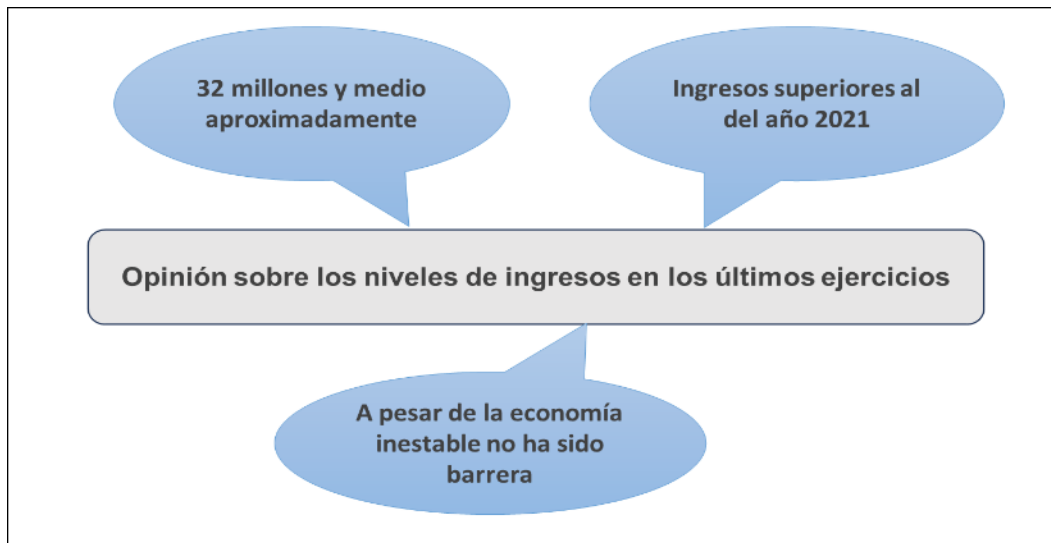 32 millones y medio
aproximadamente
Ingresos superiores al
del año 2021
Opinión sobre los niveles de ingresos en los últimos ejercicios
A pesar de la economía
inestable no ha sido
barrera